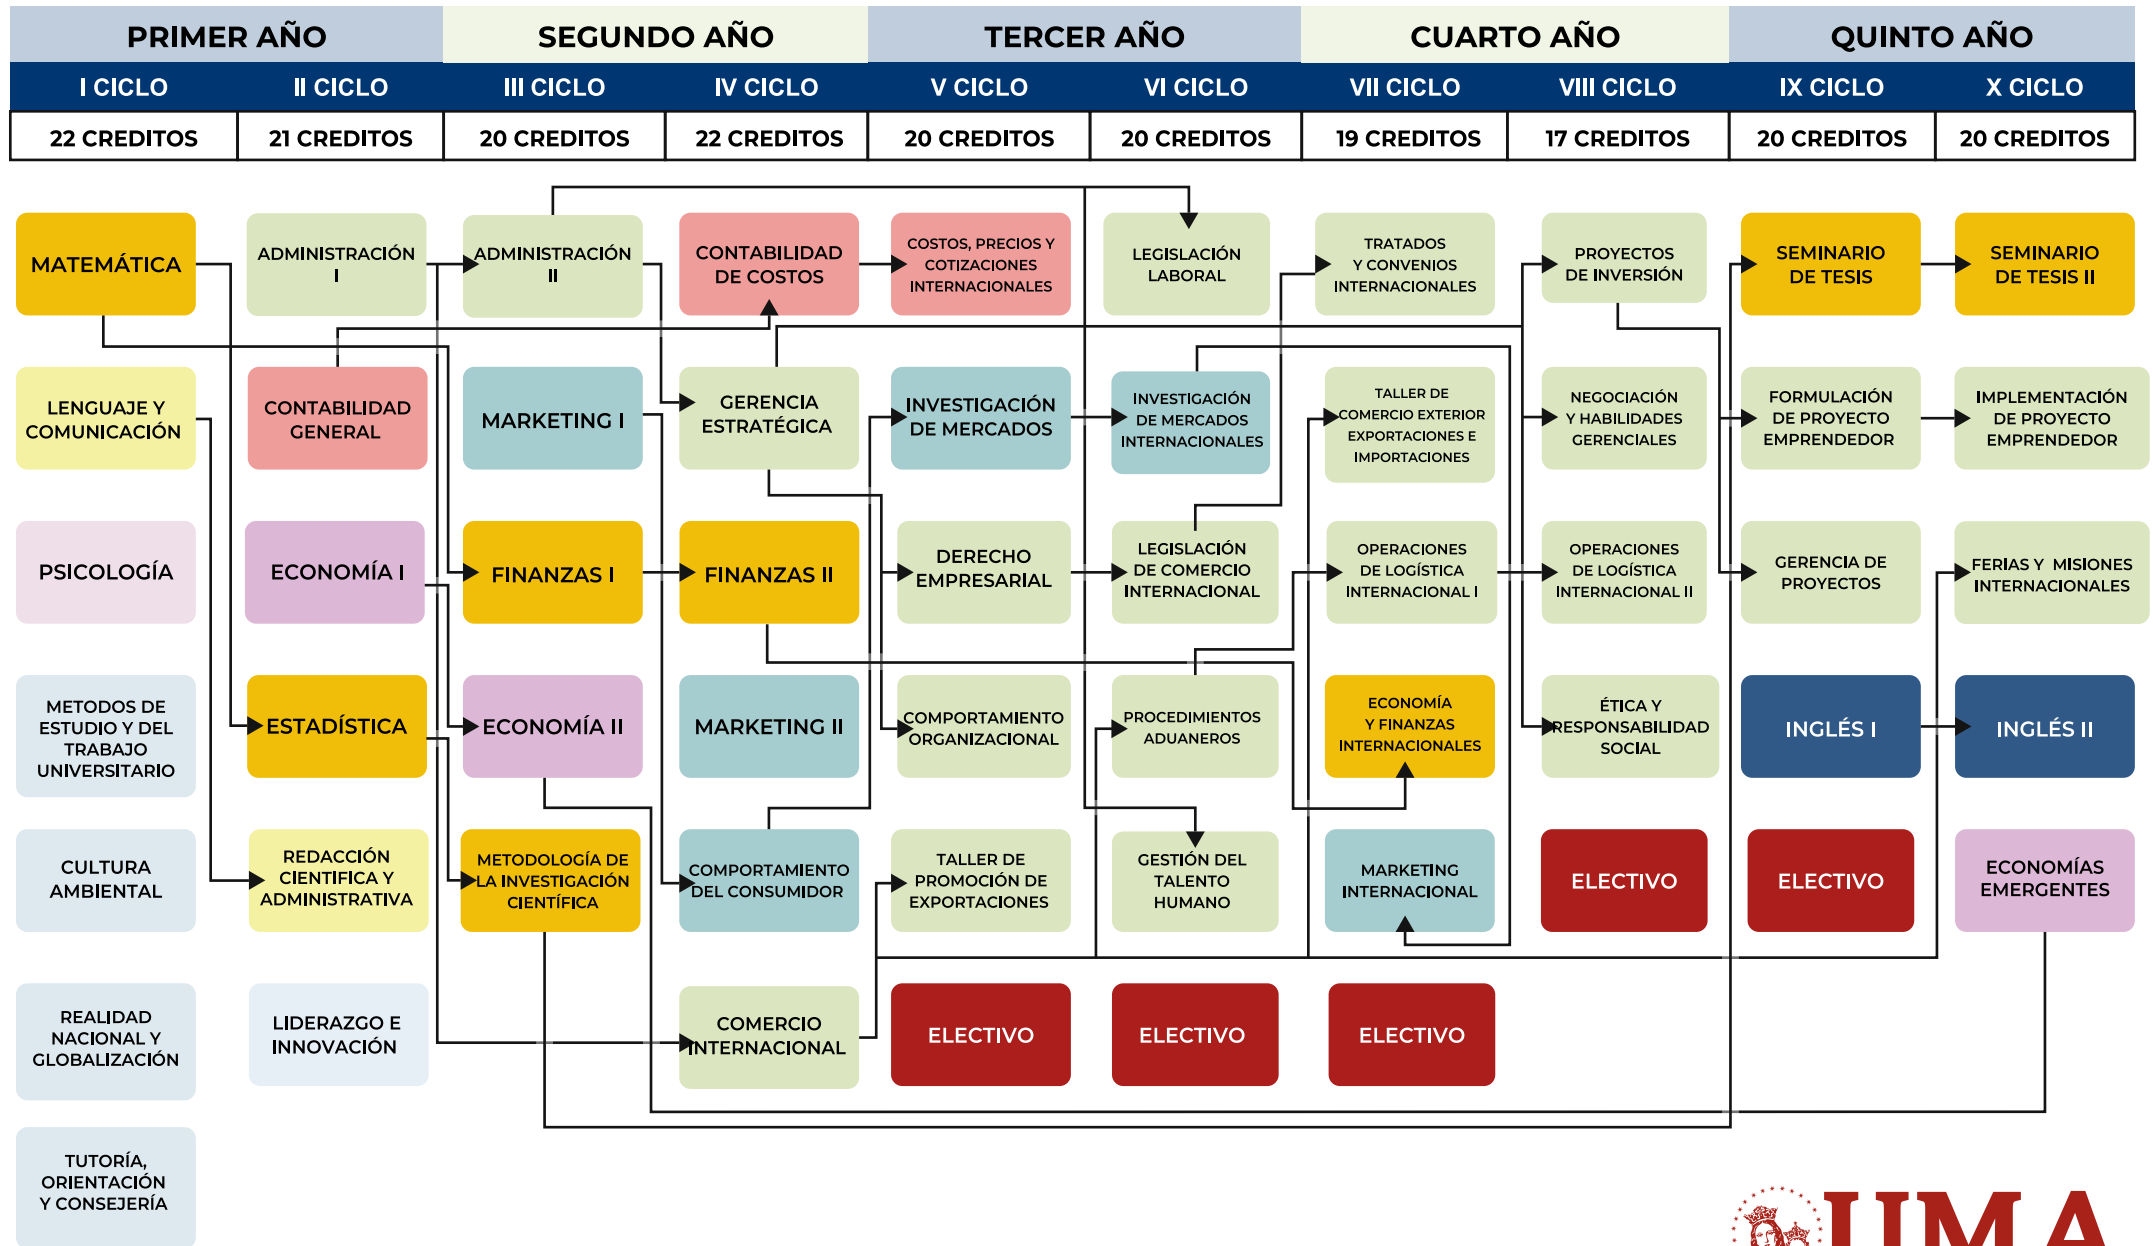 PRIMER AÑO
SEGUNDO AÑO
TERCER AÑO
CUARTO AÑO
QUINTO AÑO
I CICLO
II CICLO
III CICLO
IV CICLO
V CICLO
VI CICLO
VII CICLO
VIII CICLO
IX CICLO
X CICLO
22 CREDITOS
21 CREDITOS
20 CREDITOS
22 CREDITOS
20 CREDITOS
20 CREDITOS
19 CREDITOS
17 CREDITOS
20 CREDITOS
20 CREDITOS
MATEMÁTICA
ADMINISTRACIÓN
I
ADMINISTRACIÓN
II
CONTABILIDAD
DE COSTOS
COSTOS, PRECIOS Y
COTIZACIONES
INTERNACIONALES
LEGISLACIÓN
LABORAL
TRATADOS
Y CONVENIOS
INTERNACIONALES
PROYECTOS
DE INVERSIÓN
SEMINARIO
DE TESIS
SEMINARIO
DE TESIS II
LENGUAJE Y
COMUNICACIÓN
CONTABILIDAD
GENERAL
MARKETING I
GERENCIA
ESTRATÉGICA
INVESTIGACIÓN
DE MERCADOS
INVESTIGACIÓN
DE MERCADOS
INTERNACIONALES
TALLER DE
COMERCIO EXTERIOR
EXPORTACIONES E
IMPORTACIONES
NEGOCIACIÓN
Y HABILIDADES
GERENCIALES
FORMULACIÓN
DE PROYECTO
EMPRENDEDOR
IMPLEMENTACIÓN
DE PROYECTO
EMPRENDEDOR
PSICOLOGÍA
ECONOMÍA I
FINANZAS I
FINANZAS II
DERECHO
EMPRESARIAL
LEGISLACIÓN
DE COMERCIO
INTERNACIONAL
OPERACIONES
DE LOGÍSTICA
INTERNACIONAL I
OPERACIONES
DE LOGÍSTICA
INTERNACIONAL II
GERENCIA DE
PROYECTOS
FERIAS Y MISIONES
INTERNACIONALES
METODOS DE
ESTUDIO Y DEL
TRABAJO
UNIVERSITARIO
ESTADÍSTICA
ECONOMÍA II
MARKETING II
COMPORTAMIENTO
ORGANIZACIONAL
PROCEDIMIENTOS
ADUANEROS
ECONOMÍA
Y FINANZAS
INTERNACIONALES
ÉTICA Y
RESPONSABILIDAD
SOCIAL
INGLÉS I
INGLÉS II
CULTURA
AMBIENTAL
REDACCIÓN
CIENTÍFICA Y
ADMINISTRATIVA
METODOLOGÍA DE
LA INVESTIGACIÓN
CIENTÍFICA
COMPORTAMIENTO
DEL CONSUMIDOR
TALLER DE
PROMOCIÓN DE
EXPORTACIONES
GESTIÓN DEL
TALENTO
HUMANO
MARKETING
INTERNACIONAL
ELECTIVO
ELECTIVO
ECONOMÍAS
EMERGENTES
REALIDAD
NACIONAL Y
GLOBALIZACIÓN
LIDERAZGO E
INNOVACIÓN
COMERCIO
INTERNACIONAL
ELECTIVO
ELECTIVO
ELECTIVO
TUTORÍA,
ORIENTACIÓN
Y CONSEJERÍA
UMA